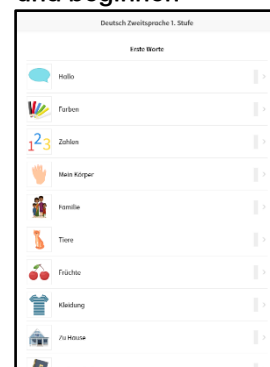 und beginnen
Deutsch Zweitsprache 1. Stufe
Erste Worte
Hallo
Farben
123 Zahlen
Mein Körper
Familie
Tiere
Früchte
Kleidung
Zu Hause